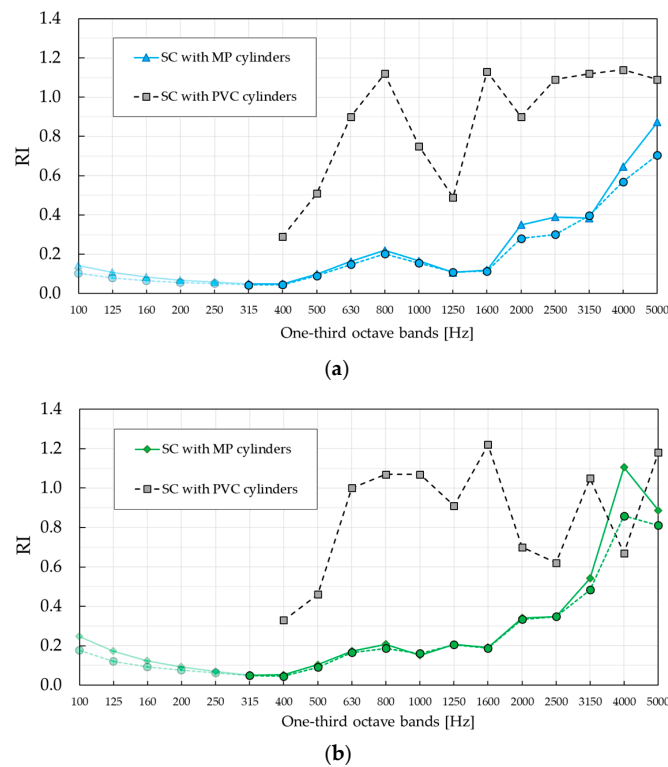 1.4
1.2
1.0
0.8
0.6
0.4
0.2
0.0
RI
SC with MP cylinders
SC with PVC cylinders
100 125 160 200 250 315 400 500 630 800 1000 1250 1600 2000 2500 3150 4000 5000
One-third octave bands [Hz]
(a)
1.4
1.2
1.0
0.8
0.6
0.4
0.2
0.0
RI
SC with MP cylinders
SC with PVC cylinders
100 125 160 200 250 315 400 500 630 800 1000 1250 1600 2000 2500 3150 4000 5000
One-third octave bands [Hz]
(b)